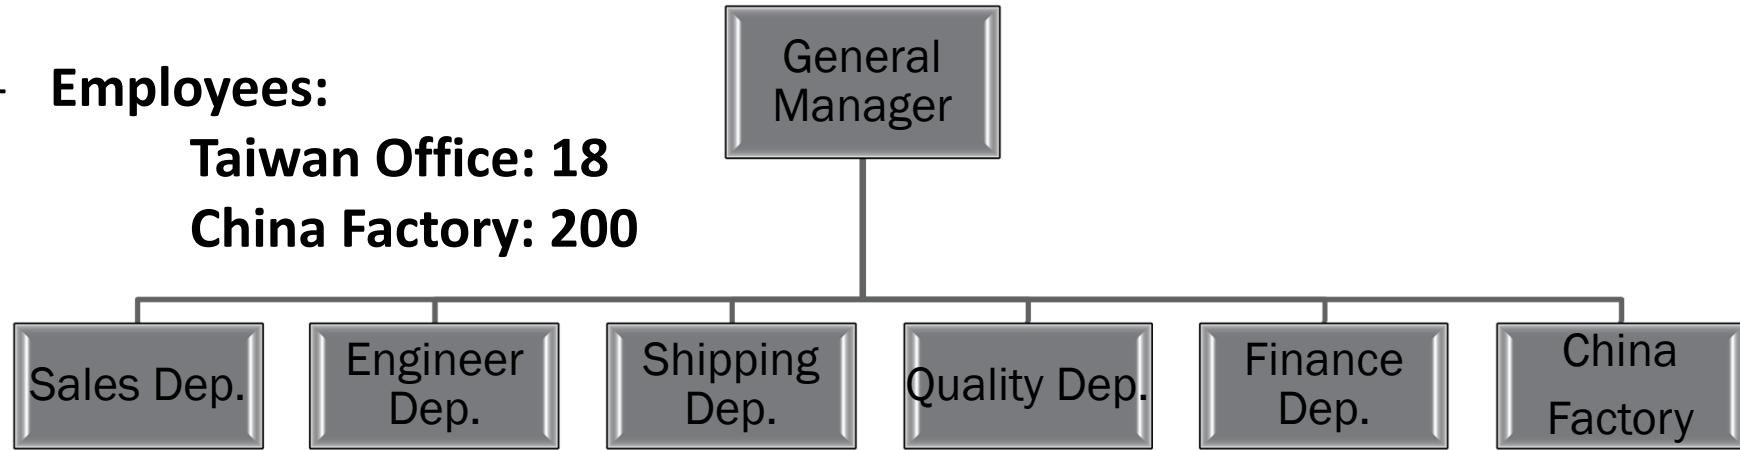 - Employees:
Taiwan Office: 18
China Factory: 200
General
Manager
Sales Dep.
Engineer
Dep.
Shipping
Dep.
Quality Dep.
Finance
Dep.
China
Factory